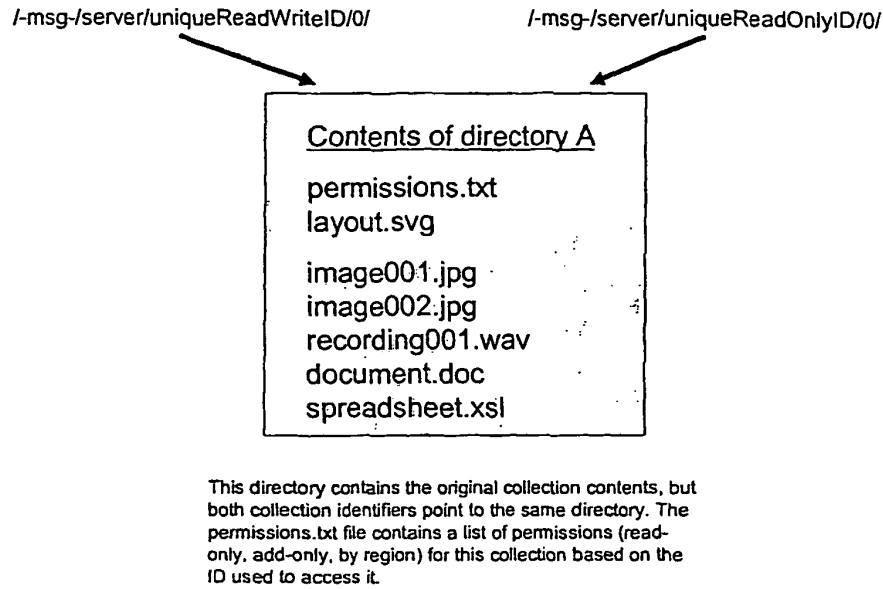 /-msg-/server/uniqueReadWriteID/0/
/-msg-/server/uniqueReadOnlyID/0/
Contents of directory A
permissions.txt
layout.svg
image001.jpg
image002.jpg
recording001.wav
document.doc
spreadsheet.xsl
This directory contains the original collection contents, but
both collection identifiers point to the same directory. The
permissions.txt file contains a list of permissions (read-
only, add-only, by region) for this collection based on the
ID used to access it.